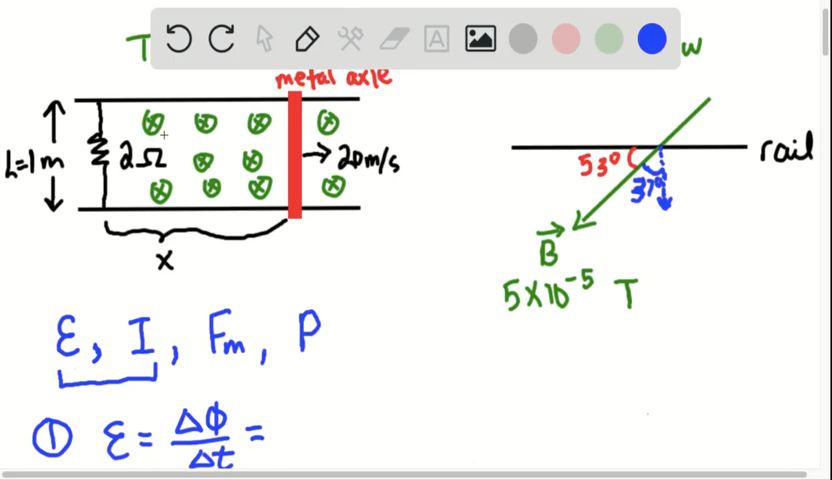 T
w
metal axle
L=1m
2Ω
→ 20m/s
53°
37°
rail
x
B⃗
5×10⁻⁵ T
ε, I, Fₘ, P
① ε = Δϕ/Δt =